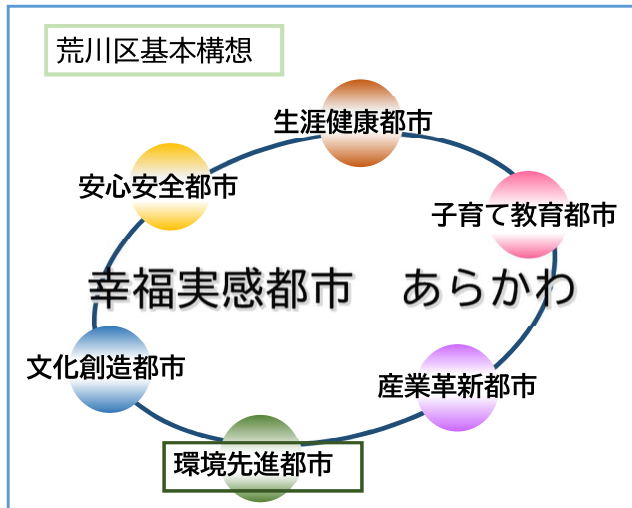 荒川区基本構想
生涯健康都市
安心安全都市
子育て教育都市
幸福実感都市　あらかわ
文化創造都市
産業革新都市
環境先進都市